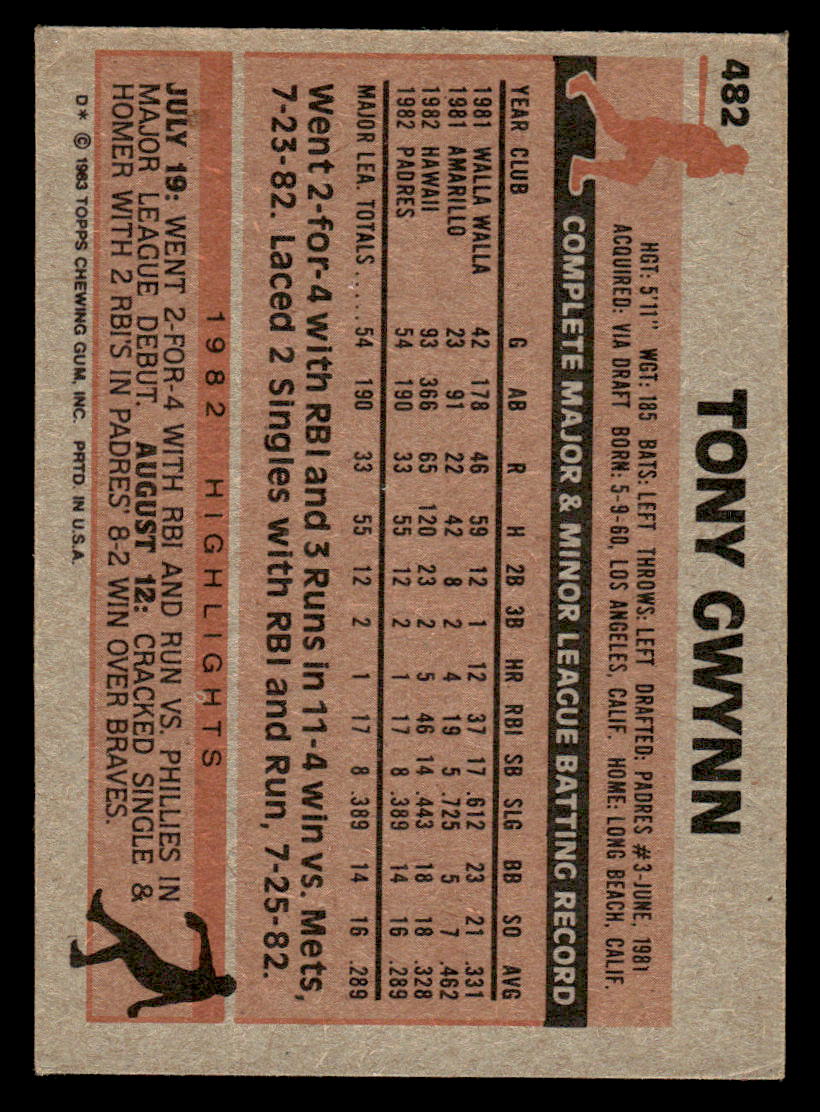 482
TONY GWYNN
HGT: 5'11" WGT: 185 BATS: LEFT THROWS: LEFT DRAFTED: PADRES #3-JUNE, 1981
ACQUIRED: VIA DRAFT BORN: 5-9-60, LOS ANGELES, CALIF. HOME: LONG BEACH, CALIF.
COMPLETE MAJOR & MINOR LEAGUE BATTING RECORD
YEAR CLUB G AB R H 2B 3B HR RBI SB SLG BB SO AVG
1981 WALLA WALLA 42 178 46 59 12 1 12 37 17 .612 23 21 .331
1981 AMARILLO 23 91 22 42 8 2 4 19 5 .725 5 7 .462
1982 HAWAII 93 366 65 120 23 2 5 46 14 .443 18 18 .328
1982 PADRES 54 190 33 55 12 2 1 17 8 .389 14 16 .289
MAJOR LEA. TOTALS ..... 54 190 33 55 12 2 1 17 8 .389 14 16 .289
Went 2-for-4 with RBI and 3 Runs in 11-4 win vs. Mets,
7-23-82. Laced 2 Singles with RBI and Run, 7-25-82.
1982 HIGHLIGHTS
JULY 19: WENT 2-FOR-4 WITH RBI AND RUN VS. PHILLIES IN
MAJOR LEAGUE DEBUT. AUGUST 12: CRACKED SINGLE &
HOMER WITH 2 RBI'S IN PADRES' 8-2 WIN OVER BRAVES.
D* © 1983 TOPPS CHEWING GUM, INC. PRTD. IN U.S.A.